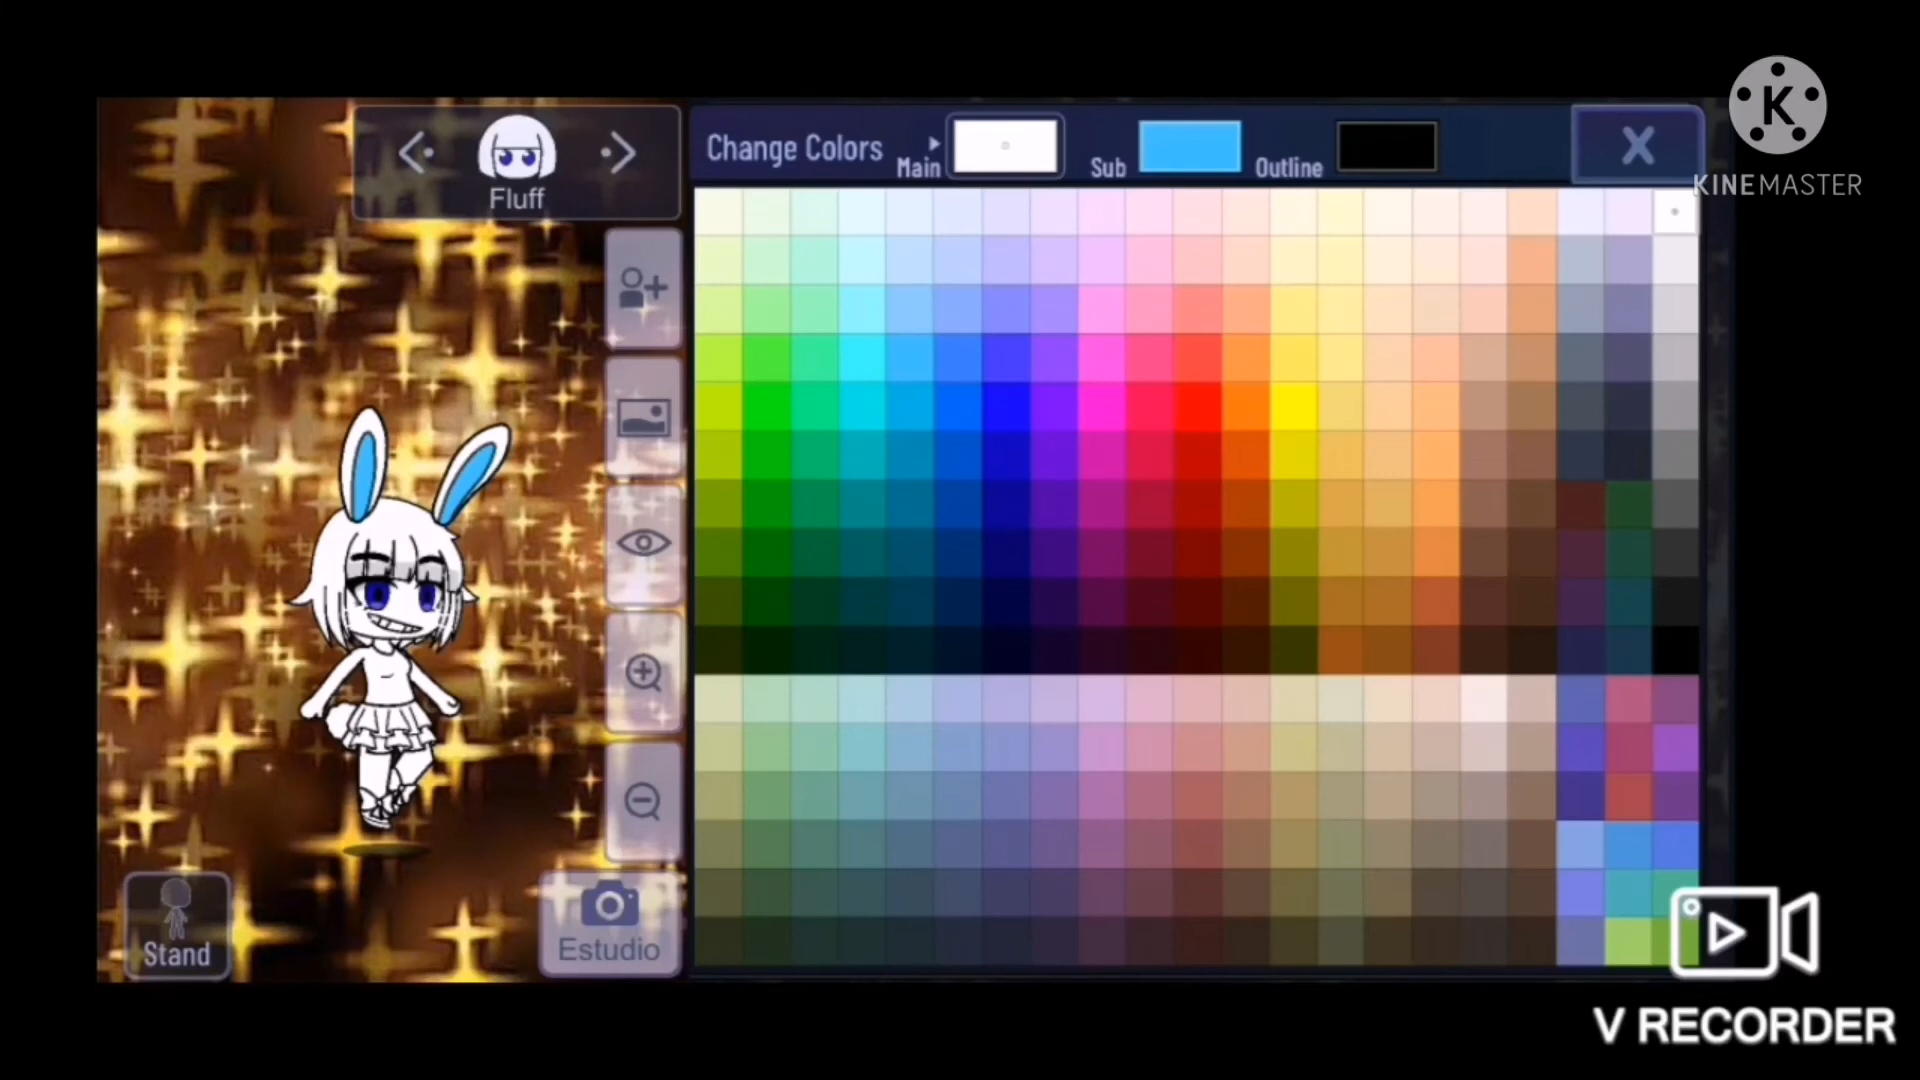 Change Colors
Main
Sub
Outline
X
K
KINEMASTER
Fluff
Stand
Estudio
V RECORDER